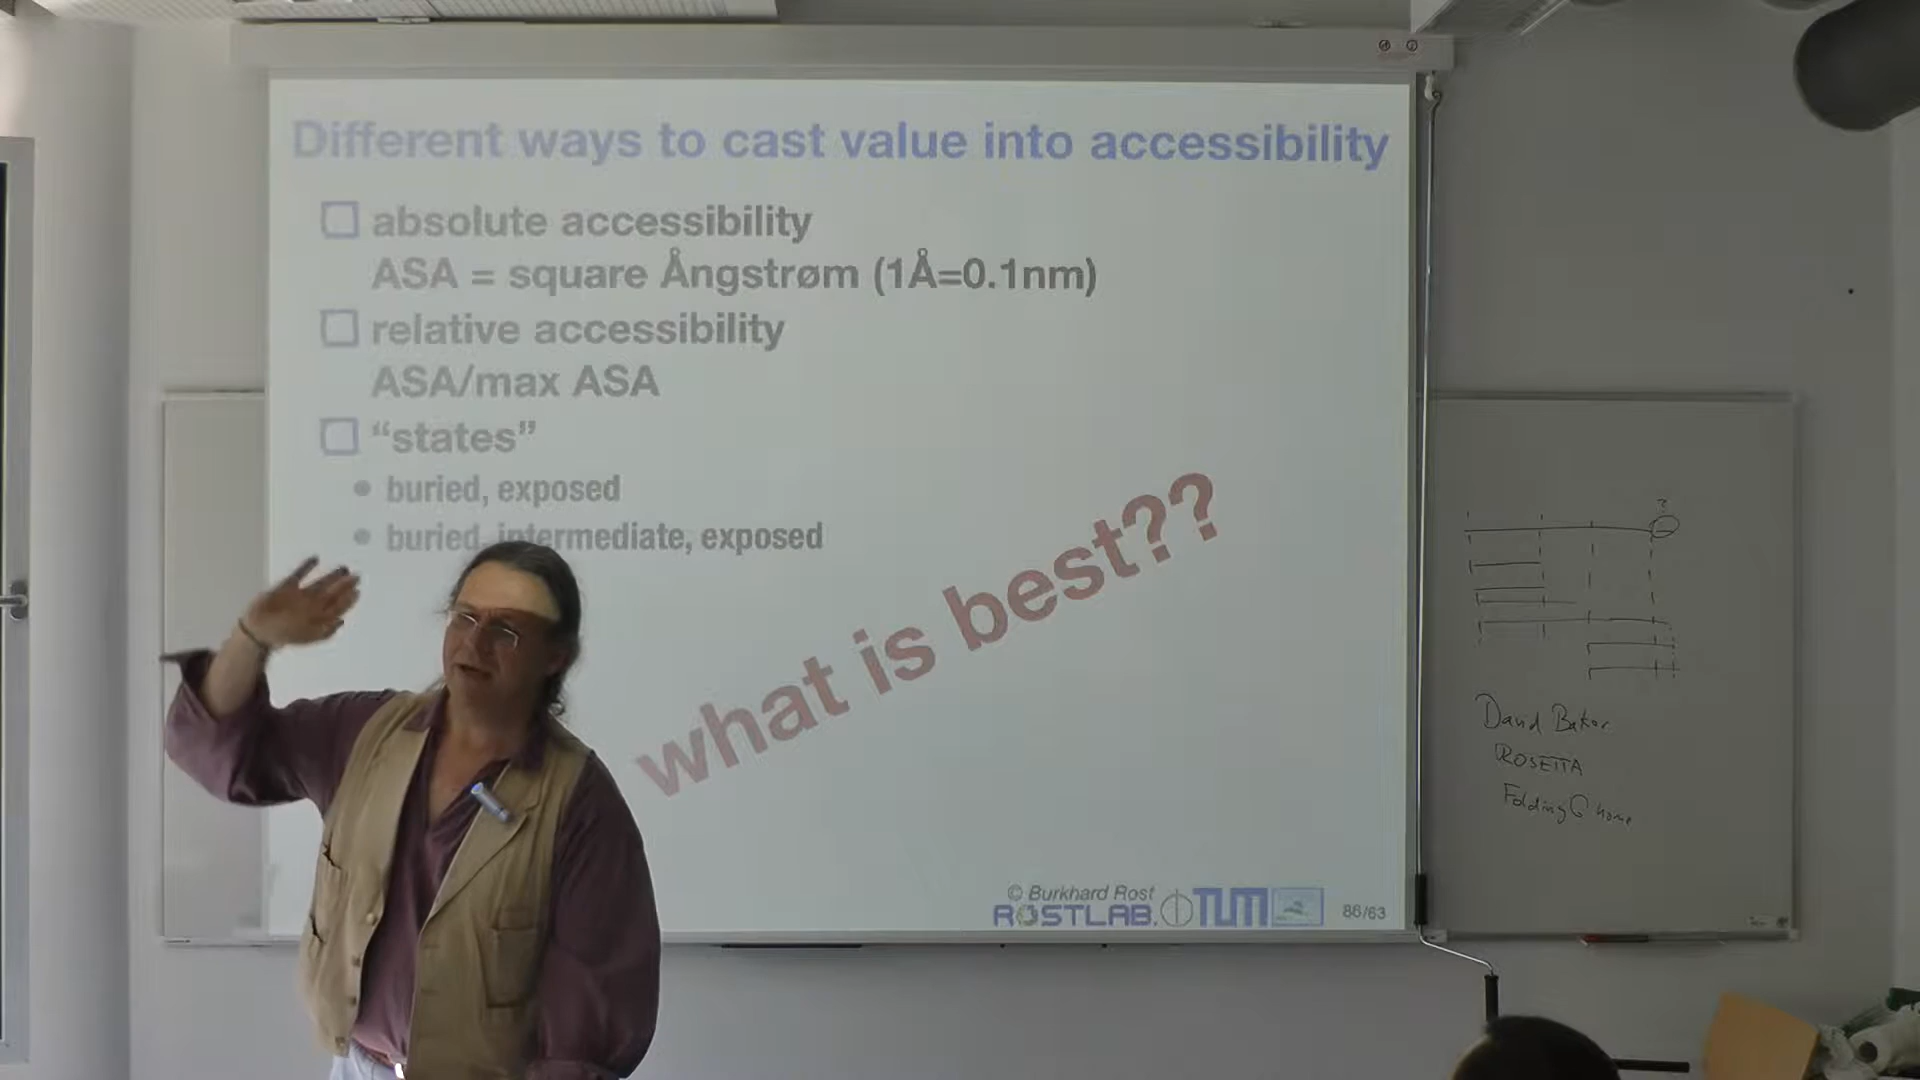 Different ways to cast value into accessibility
absolute accessibility
ASA = square Ångstrøm (1Å=0.1nm)
relative accessibility
ASA/max ASA
“states”
• buried, exposed
• buried, intermediate, exposed
what is best??
© Burkhard Rost
ROSTLAB. TUM
86/63
?
David Baker
ROSETTA
Folding@home